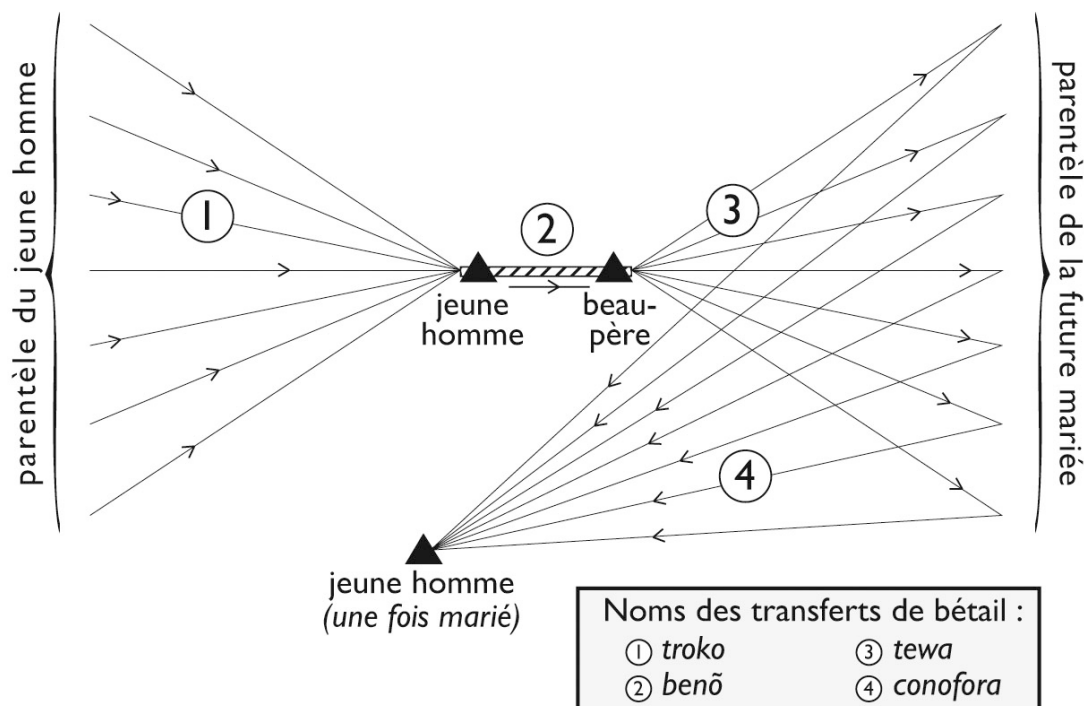 parentèle du jeune homme
1
2
3
jeune
homme
beau-
père
parentèle de la future mariée
4
jeune homme
(une fois marié)
Noms des transferts de bétail :
1 troko
3 tewa
2 benõ
4 conofora